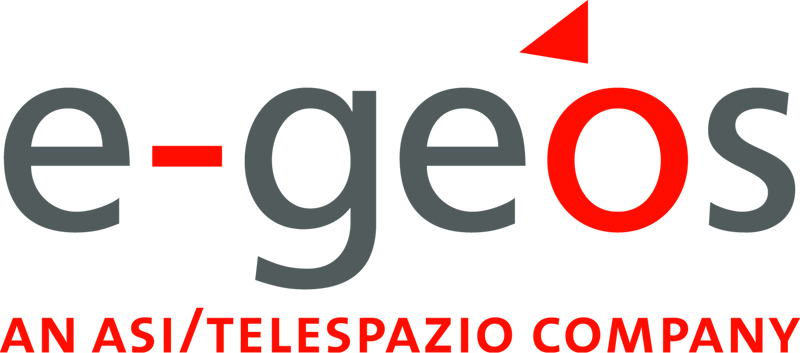 e-geos
AN ASI/TELESPAZIO COMPANY